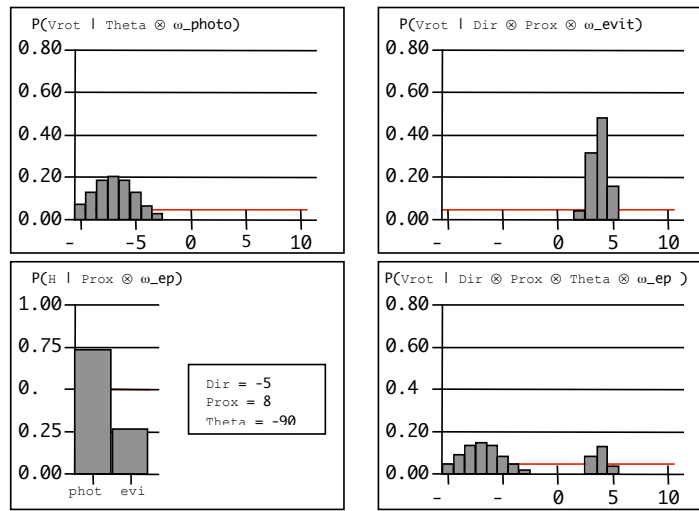 P(Vrot | Theta ⊗ ω_photo)
0.80
0.60
0.40
0.20
0.00
- -5 0 5 10
P(Vrot | Dir ⊗ Prox ⊗ ω_evit)
0.80
0.60
0.40
0.20
0.00
- - 0 5 10
P(H | Prox ⊗ ω_ep)
1.00
0.75
0.
0.25
0.00
phot evi
Dir = -5
Prox = 8
Theta = -90
P(Vrot | Dir ⊗ Prox ⊗ Theta ⊗ ω_ep )
0.80
0.60
0.4
0.20
0.00
- - 0 5 10